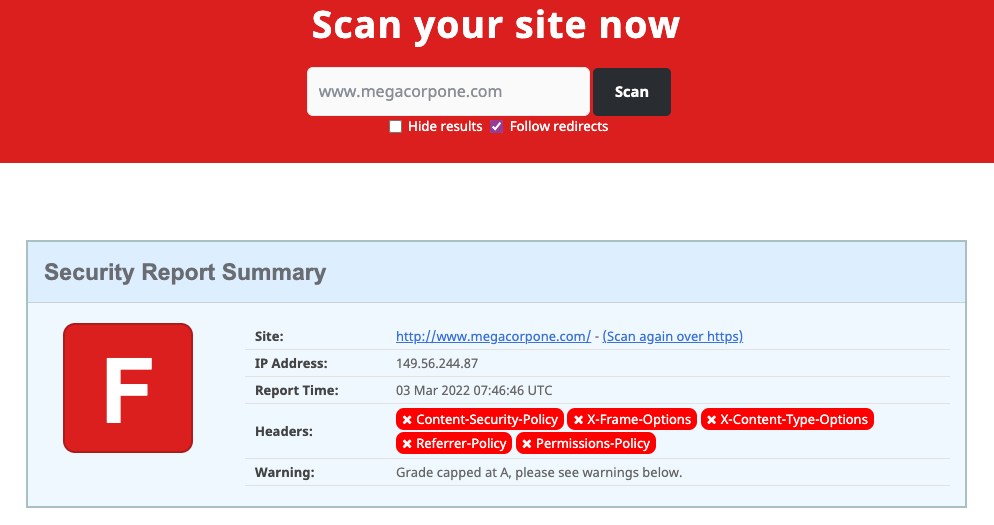 Scan your site now
www.megacorpone.com Scan
Hide results Follow redirects
Security Report Summary
F
Site: http://www.megacorpone.com/ - (Scan again over https)
IP Address: 149.56.244.87
Report Time: 03 Mar 2022 07:46:46 UTC
Headers: ✖ Content-Security-Policy ✖ X-Frame-Options ✖ X-Content-Type-Options
✖ Referrer-Policy ✖ Permissions-Policy
Warning: Grade capped at A, please see warnings below.